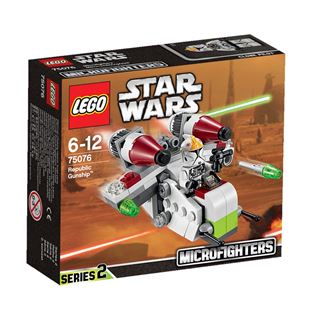 LEGO
STAR
WARS
6-12
75076
Republic
Gunship™
SERIES 2
MICROFIGHTERS